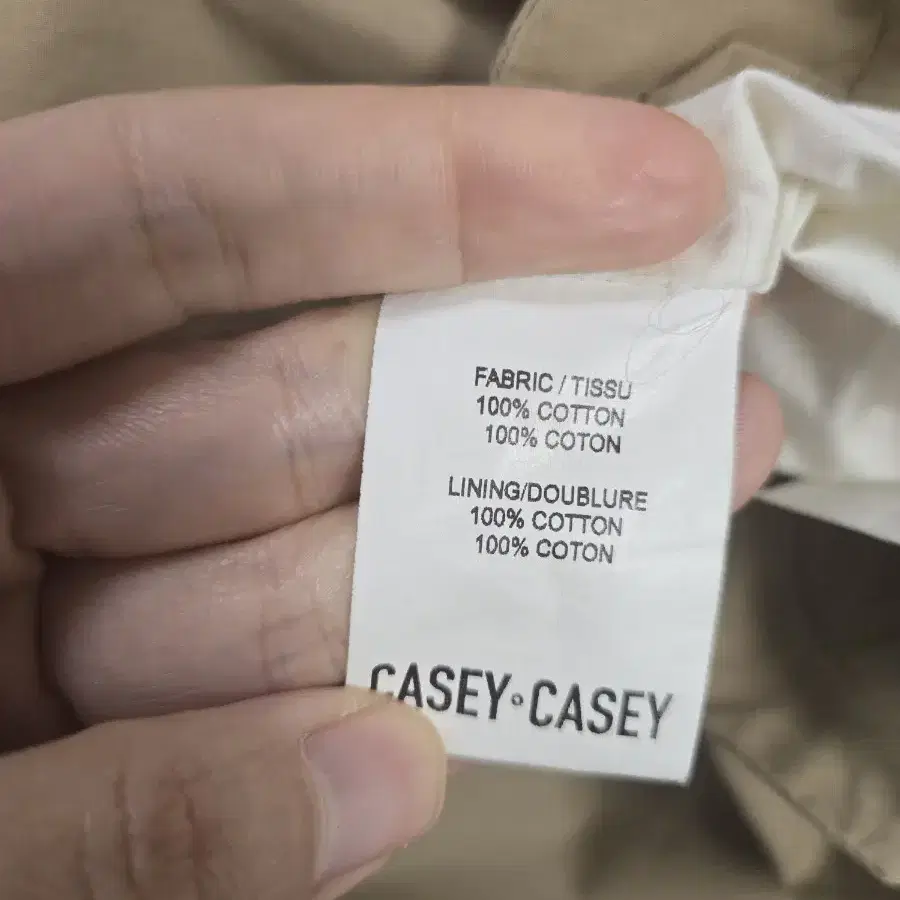 FABRIC / TISSU
100% COTTON
100% COTON
LINING/DOUBLURE
100% COTTON
100% COTON
CASEY°CASEY